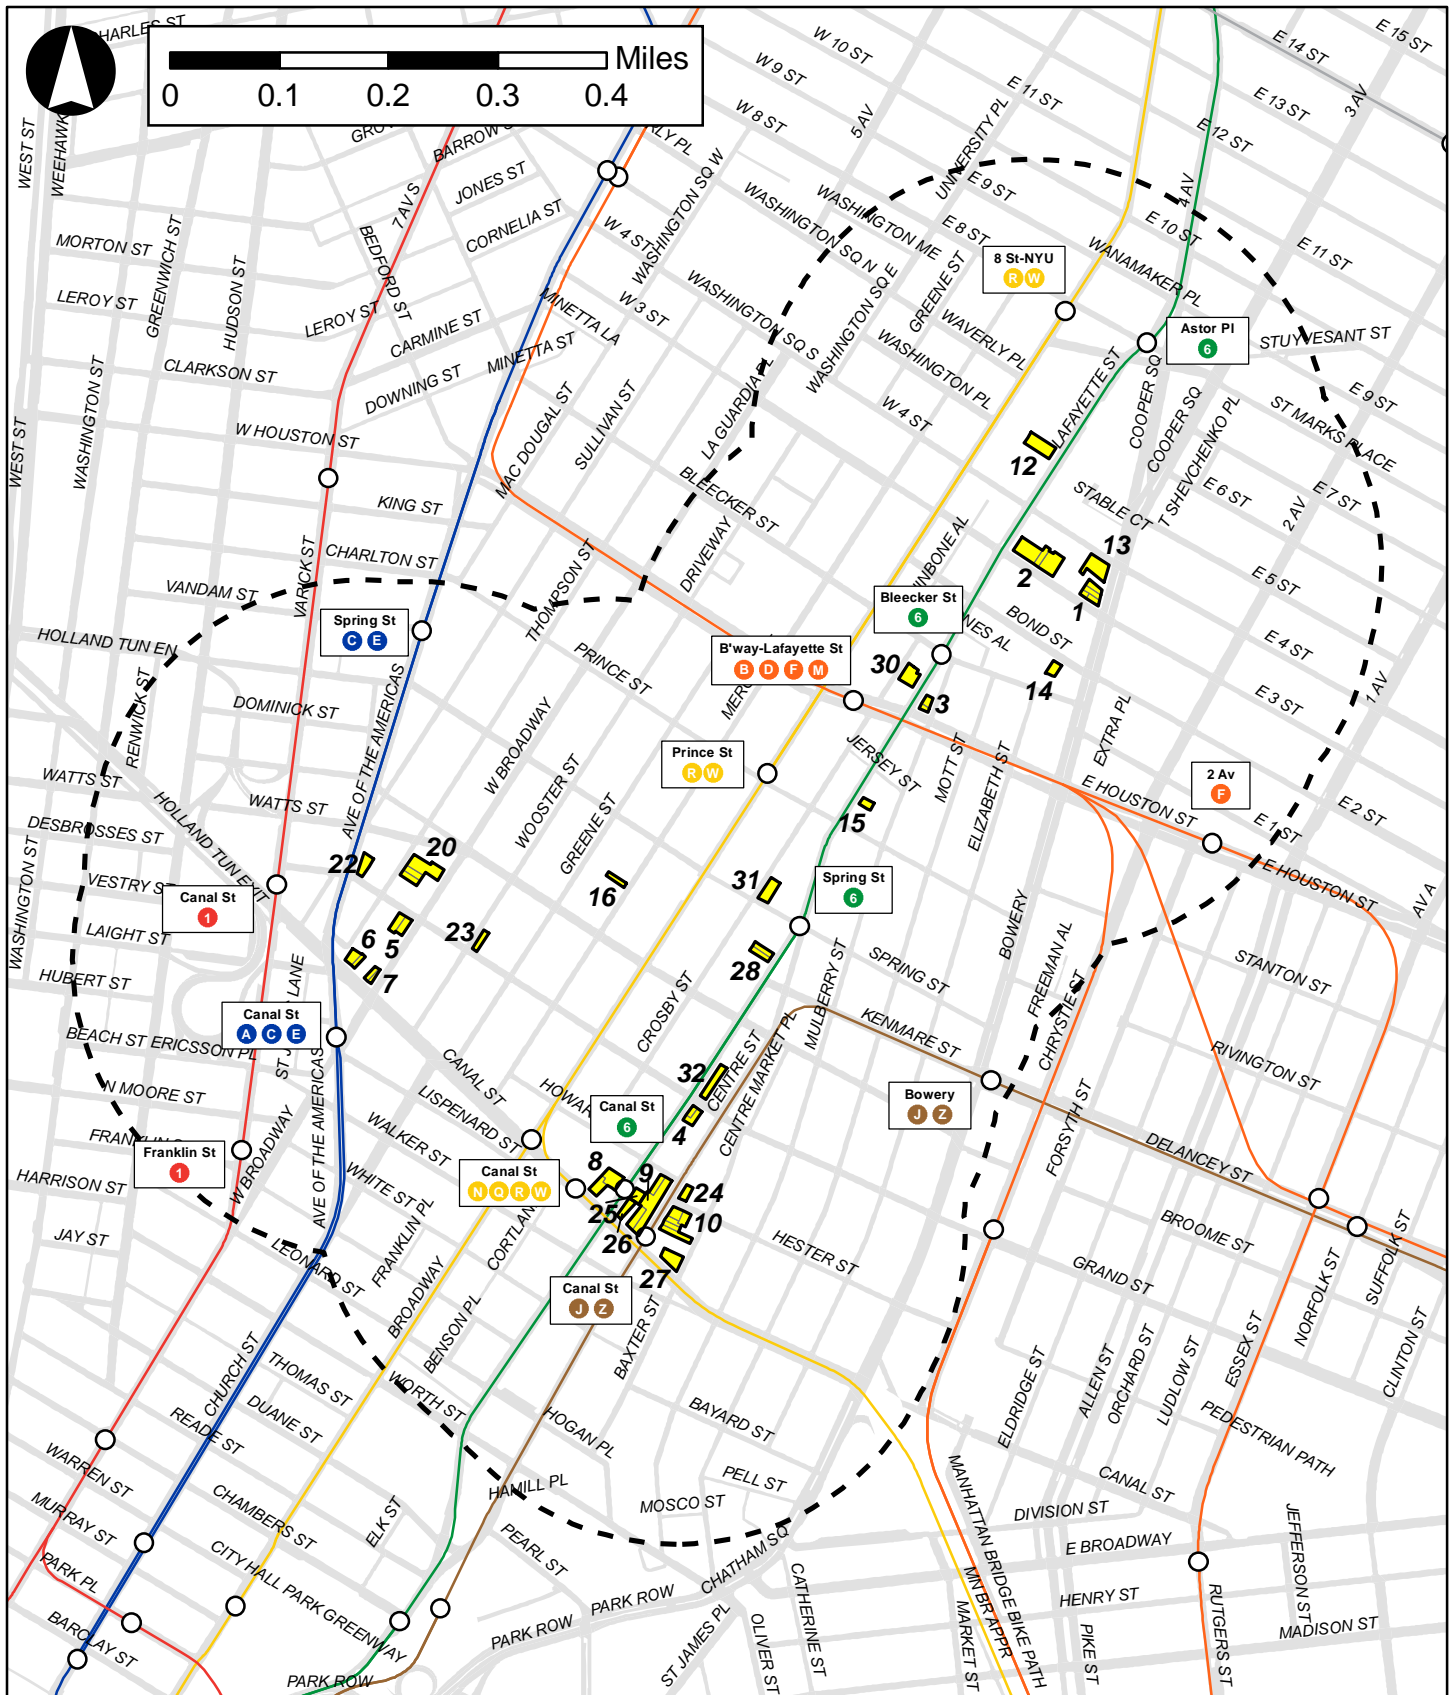 CHARLES ST
Miles
0 0.1 0.2 0.3 0.4
W 10 ST
E 14 ST
E 15 ST
W 9 ST
5 AV
E 11 ST
E 13 ST
3 AV
W 8 ST
UNIVERSITY PL
E 12 ST
WEST ST
BARROW
JONES ST
CORNELIA ST
7 AV S
W 4 ST
WASHINGTON SQ W
WASHINGTON SQ N
E 9 ST
4 AV
E 8 ST
E 10 ST
E 11 ST
MORTON ST
GREENWICH ST
BEDFORD ST
HUDSON ST
LEROY ST
LEROY ST
CARMINE ST
MINETTA LA
W 3 ST
MINETTA ST
WASHINGTON SQ S
WASHINGTON SQ E
GREENE ST
8 St-NYU
R W
WANAMAKER PL
WAVERLY PL
Astor Pl
6
STUYVESANT ST
CLARKSON ST
WASHINGTON ST
DOWNING ST
WASHINGTON PL
E 9 ST
W HOUSTON ST
MAC DOUGAL ST
SULLIVAN ST
LA GUARDIA PL
W 4 ST
LAFAYETTE ST
COOPER SQ
COOPER SQ
T SHEVCHENKO PL
ST MARKS PLACE
12
WEST ST
KING ST
BLEECKER ST
STABLE CT
E 6 ST
E 7 ST
2 AV
CHARLTON ST
VARICK ST
THOMPSON ST
DRIVEWAY
2
13
1
E 5 ST
VANDAM ST
Spring St
C E
Bleecker St
6
BOND ST
E 4 ST
HOLLAND TUN EN
PRINCE ST
B'way-Lafayette St
B D F M
30
3
14
E 3 ST
1 AV
RENWICK ST
DOMINICK ST
AVE OF THE AMERICAS
W BROADWAY
Prince St
R W
JERSEY ST
MOTT ST
ELIZABETH ST
EXTRA PL
2 Av
F
WATTS ST
HOLLAND TUN EXIT
WATTS ST
WOOSTER ST
GREENE ST
15
E HOUSTON ST
E 1 ST
E 2 ST
DESBROSSES ST
22
20
16
31
Spring St
6
E HOUSTON ST
AV A
VESTRY ST
Canal St
1
WASHINGTON ST
LAIGHT ST
6
5
23
28
BOWERY
FREEMAN AL
7
HUBERT ST
MULBERRY ST
SPRING ST
CHRYSTIE ST
STANTON ST
Canal St
A C E
CROSBY ST
KENMARE ST
BEACH ST ERICSSON PL
CANAL ST
RIVINGTON ST
32
CENTRE ST
CENTRE MARKET PL
N MOORE ST
AVE OF THE AMERICAS
LISPENARD ST
Canal St
6
4
Bowery
J Z
FORSYTH ST
Franklin St
1
W BROADWAY
WALKER ST
Canal St
N Q R W
8
9
DELANCEY ST
HARRISON ST
WHITE ST
25
24
10
26
BROOME ST
SUFFOLK ST
JAY ST
LEONARD ST
FRANKLIN PL
27
HESTER ST
GRAND ST
NORFOLK ST
BROADWAY
Canal St
J Z
BENSON PL
BAXTER ST
CHURCH ST
THOMAS ST
WORTH ST
ELDRIDGE ST
ALLEN ST
ORCHARD ST
LUDLOW ST
ESSEX ST
CLINTON ST
DUANE ST
READE ST
HOGAN PL
BAYARD ST
PEDESTRIAN PATH
WARREN ST
CHAMBERS ST
HAMILL PL
PELL ST
MOSCO ST
CANAL ST
MURRAY ST
ELK ST
DIVISION ST
CITY HALL PARK GREENWAY
PEARL ST
CHATHAM SQ
E BROADWAY
JEFFERSON ST
PARK PL
MANHATTAN BRIDGE BIKE PATH
MN BR APPR
CATHERINE ST
PARK ROW
HENRY ST
BARCLAY ST
PARK ROW
ST JAMES PL
OLIVER ST
MARKET ST
PIKE ST
RUTGERS ST
MADISON ST
PARK ROW